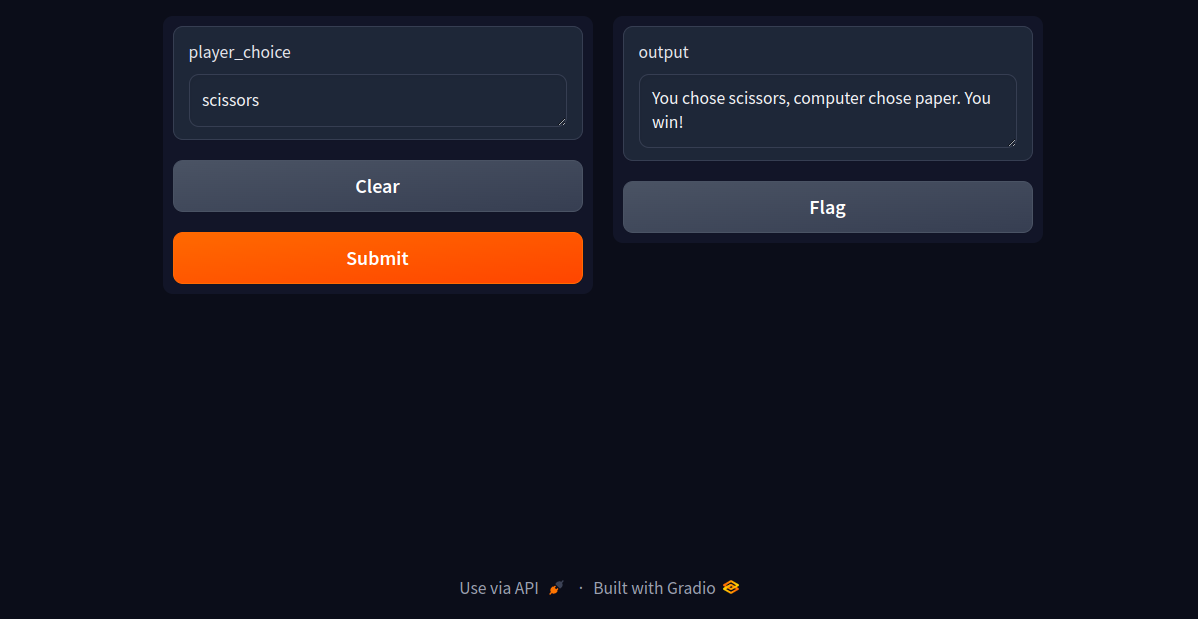 player_choice
scissors
Clear
Submit
output
You chose scissors, computer chose paper. You
win!
Flag
Use via API · Built with Gradio